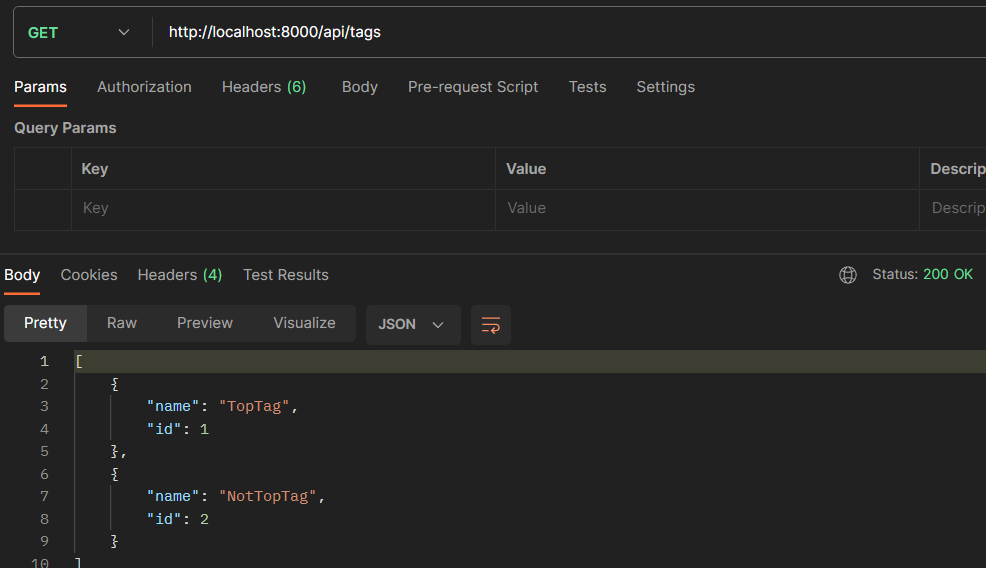 GET http://localhost:8000/api/tags
Params Authorization Headers (6) Body Pre-request Script Tests Settings
Query Params
Key Value Descrip
Key Value Descrip
Body Cookies Headers (4) Test Results Status: 200 OK
Pretty Raw Preview Visualize JSON
1 [
2 {
3 "name": "TopTag",
4 "id": 1
5 },
6 {
7 "name": "NotTopTag",
8 "id": 2
9 }
10 ]